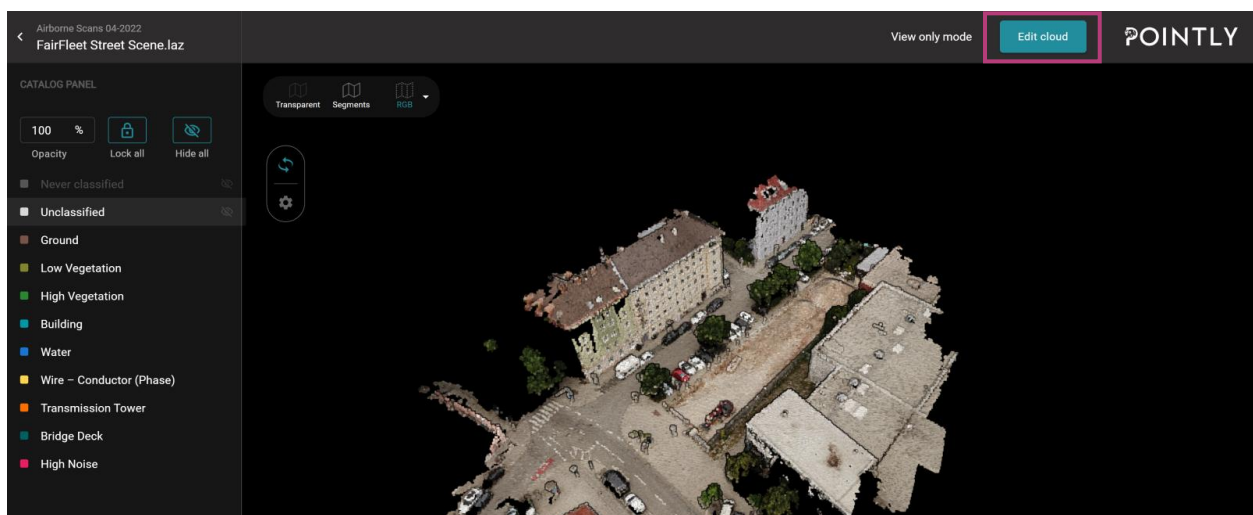 Airborne Scans 04-2022
FairFleet Street Scene.laz
View only mode
Edit cloud
POINTLY
CATALOG PANEL
100 %
Opacity
Lock all
Hide all
Transparent
Segments
RGB
Never classified
Unclassified
Ground
Low Vegetation
High Vegetation
Building
Water
Wire – Conductor (Phase)
Transmission Tower
Bridge Deck
High Noise